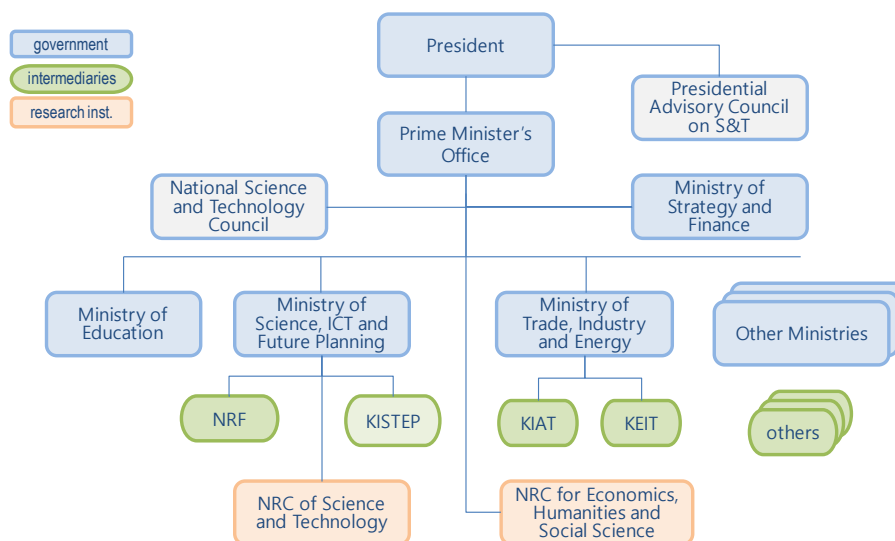 government
intermediaries
research inst.
President
Presidential
Advisory Council
on S&T
Prime Minister's
Office
National Science
and Technology
Council
Ministry of
Strategy and
Finance
Ministry of
Education
Ministry of
Science, ICT and
Future Planning
Ministry of
Trade, Industry
and Energy
Other Ministries
NRF
KISTEP
KIAT
KEIT
others
NRC of Science
and Technology
NRC for Economics,
Humanities and
Social Science